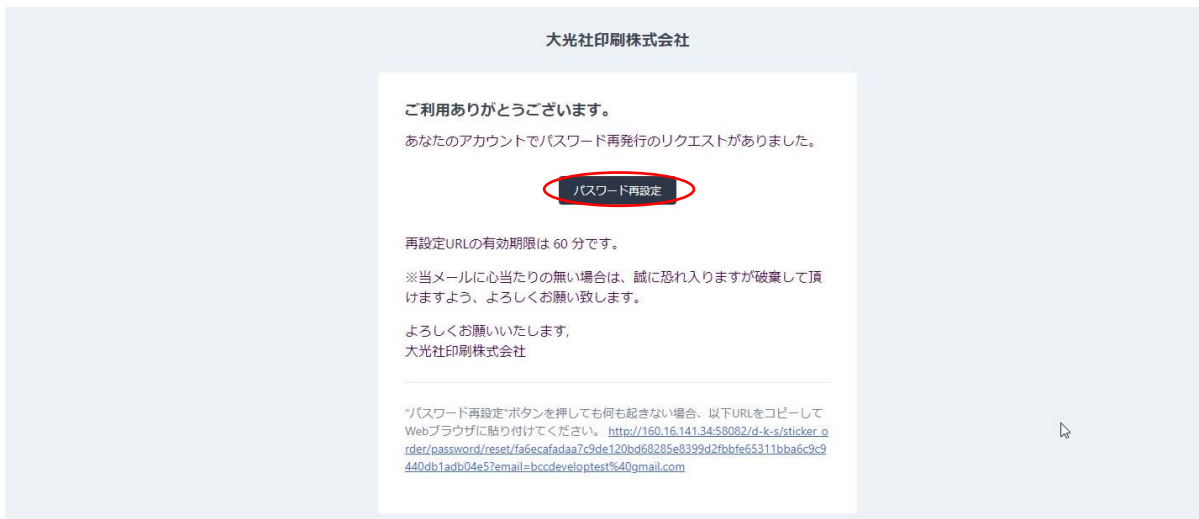 大光社印刷株式会社
ご利用ありがとうございます。
あなたのアカウントでパスワード再発行のリクエストがありました。
パスワード再設定
再設定URLの有効期限は 60 分です。
※当メールに心当たりの無い場合は、誠に恐れ入りますが破棄して頂
けますよう、よろしくお願い致します。
よろしくお願いいたします,
大光社印刷株式会社
"パスワード再設定"ボタンを押しても何も起きない場合、以下URLをコピーして
Webブラウザに貼り付けてください。 http://160.16.141.34:58082/d-k-s/sticker_o
rder/password/reset/fa6ecafadaa7c9de120bd68285e8399d2fbbfe65311bba6c9c9
440db1adb04e5?email=bccdeveloptest%40gmail.com